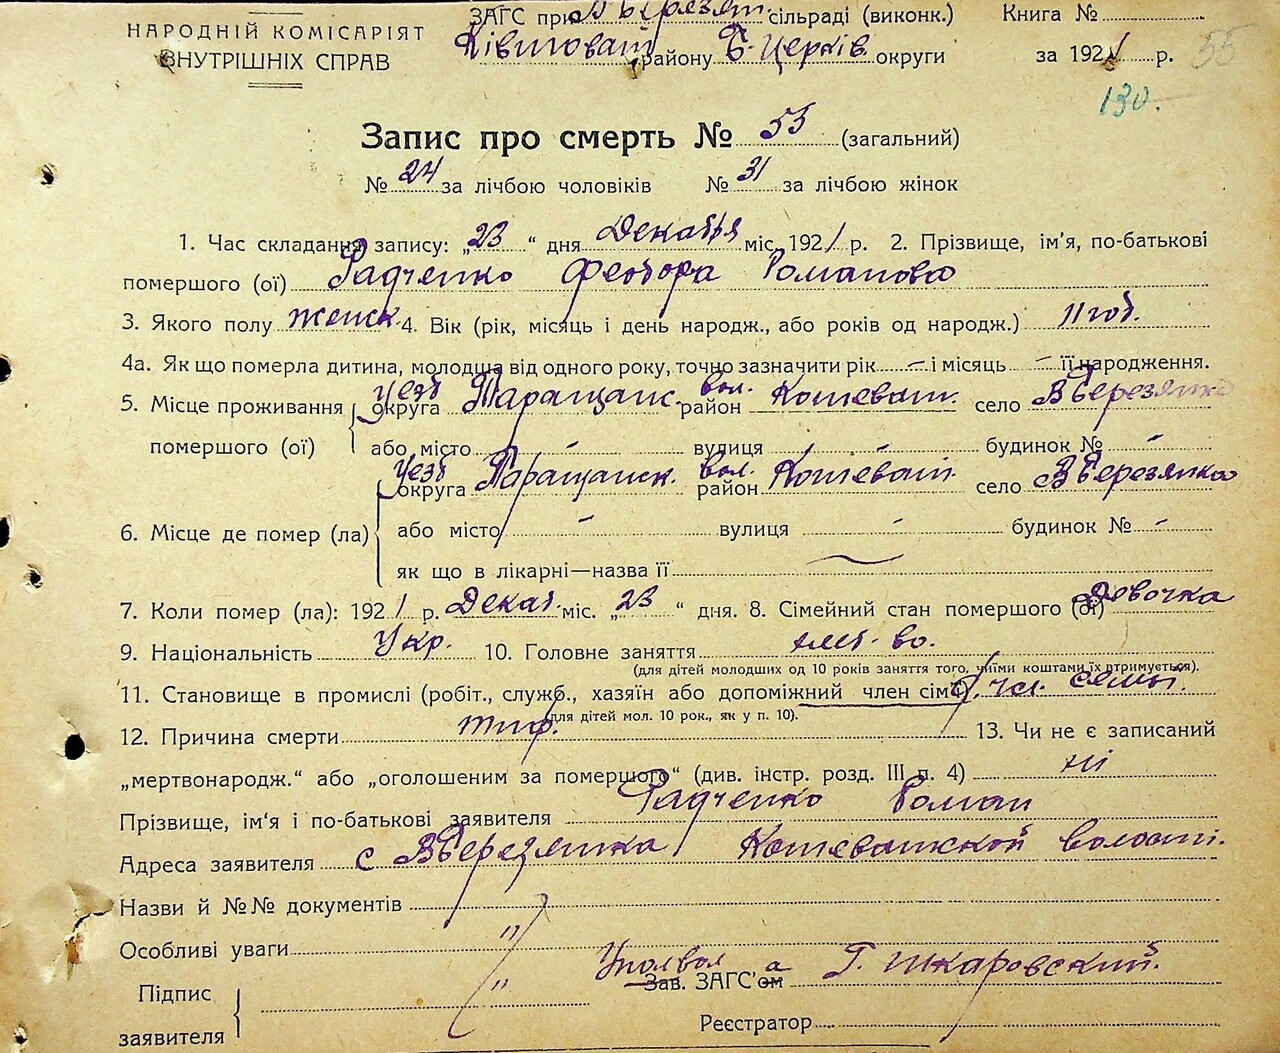 НАРОДНІЙ КОМІСАРІЯТ
ВНУТРІШНІХ СПРАВ
ЗАГС при В Березян. сільраді (виконк.)
району Б-Церків. округи
Книга №
за 1921 р. 55
130.
Запис про смерть № 55 (загальний)
№ 24 за лічбою чоловіків № 31 за лічбою жінок
1. Час складання запису: „23" дня Декабря міс. 1921 р. 2. Прізвище, ім'я, по-батькові
помершого (ої) Радченко Феодора Романова
3. Якого полу женск. 4. Вік (рік, місяць і день народж., або років од народж.) 11 год.
4а. Як що померла дитина, молодша від одного року, точно зазначити рік — і місяць — її народження.
5. Місце проживання помершого (ої)
уезд округа Таращанс. вол. район Кошеват. село В Березянка
або місто — вулиця — будинок № —
6. Місце де помер (ла)
уезд округа Таращанск. вол. район Кошеват село В Березянка
або місто — вулиця — будинок № —
як що в лікарні—назва її —
7. Коли помер (ла): 1921 р. Декаб. міс. „23" дня. 8. Сімейний стан помершого (ої) Девочка
9. Національність Укр. 10. Головне заняття
(для дітей молодших од 10 років заняття того, чиїми коштами їх втримується).
11. Становище в промислі (робіт., служб., хазяїн або допоміжний член сім'ї) чл. семьи.
(для дітей мол. 10 рок., як у п. 10).
12. Причина смерти тиф. 13. Чи не є записаний
„мертвонародж." або „оголошеним за помершого" (див. інстр. розд. III п. 4) ні
Прізвище, ім'я і по-батькові заявителя Радченко Роман
Адреса заявителя с В Березянка Кошеватской волости.
Назви й №№ документів
Особливі уваги "
Підпис заявителя "
Зав. ЗАГС'ом Г. Шкаровский.
Реєстратор